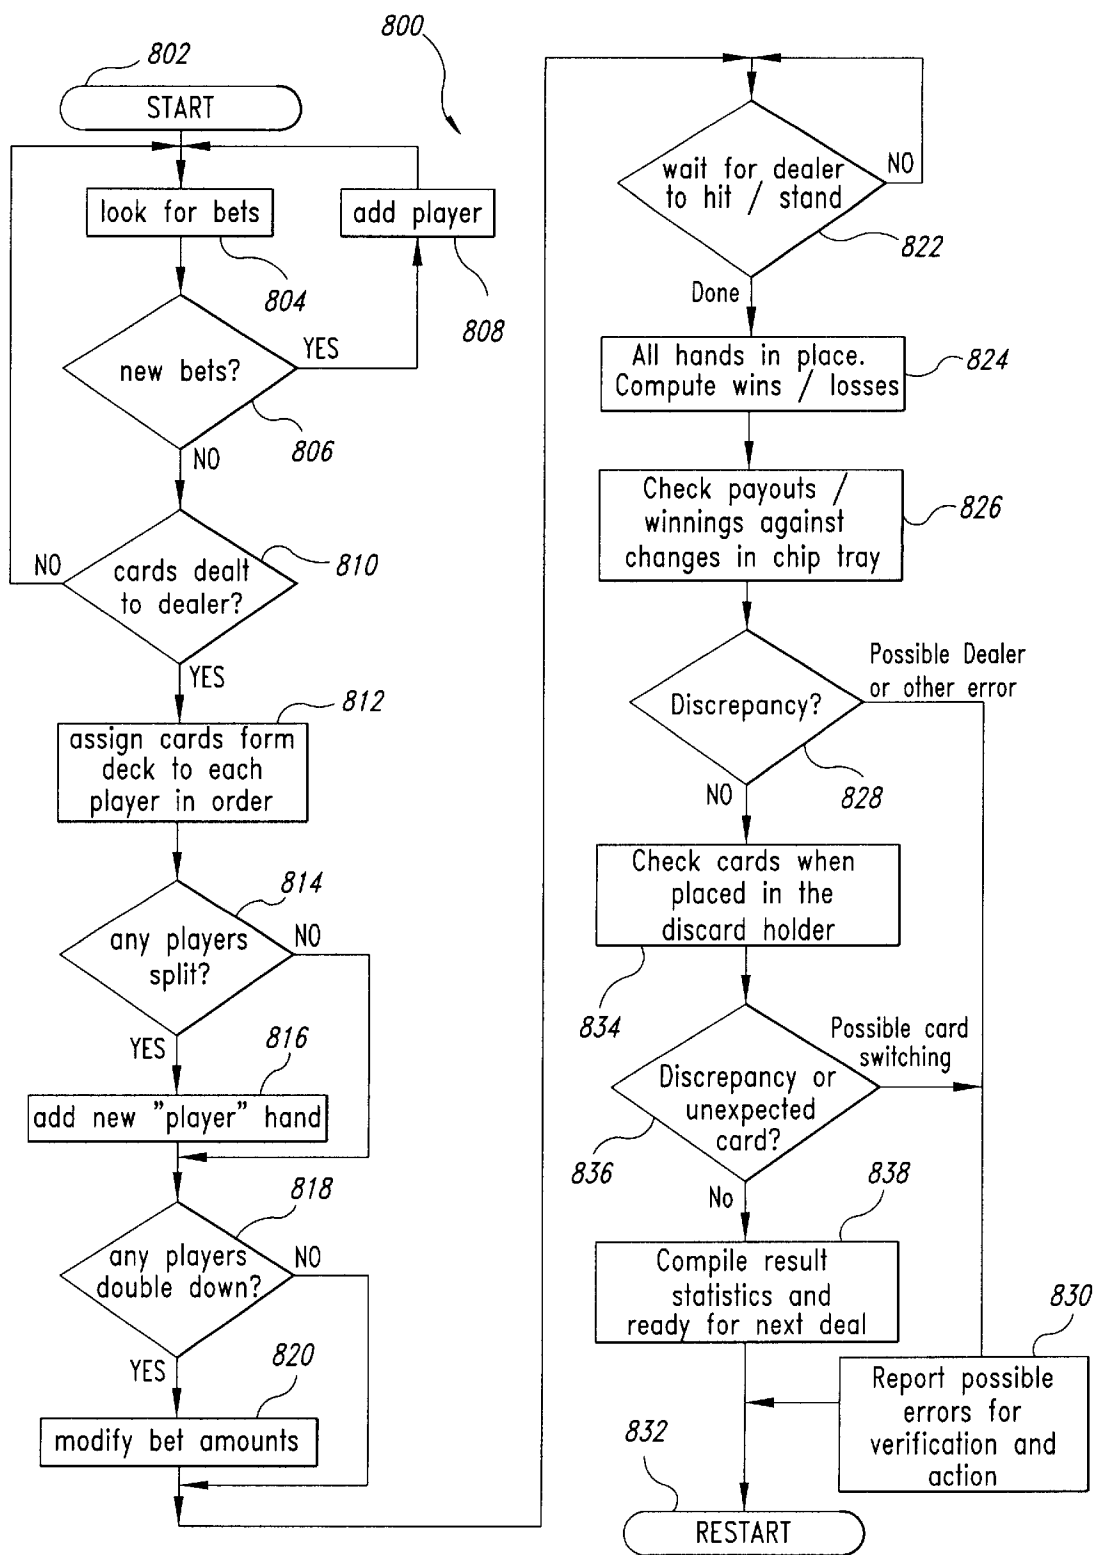 800
802
START
look for bets
804
add player
808
new bets?
YES
806
NO
cards dealt
to dealer?
810
NO
YES
812
assign cards form
deck to each
player in order
814
any players
split?
NO
YES
816
add new "player" hand
818
any players
double down?
NO
YES
820
modify bet amounts
wait for dealer
to hit / stand
NO
822
Done
All hands in place.
Compute wins / losses
824
Check payouts /
winnings against
changes in chip tray
826
Discrepancy?
Possible Dealer
or other error
828
NO
Check cards when
placed in the
discard holder
834
Discrepancy or
unexpected
card?
Possible card
switching
836
No
838
Compile result
statistics and
ready for next deal
830
Report possible
errors for
verification and
action
832
RESTART